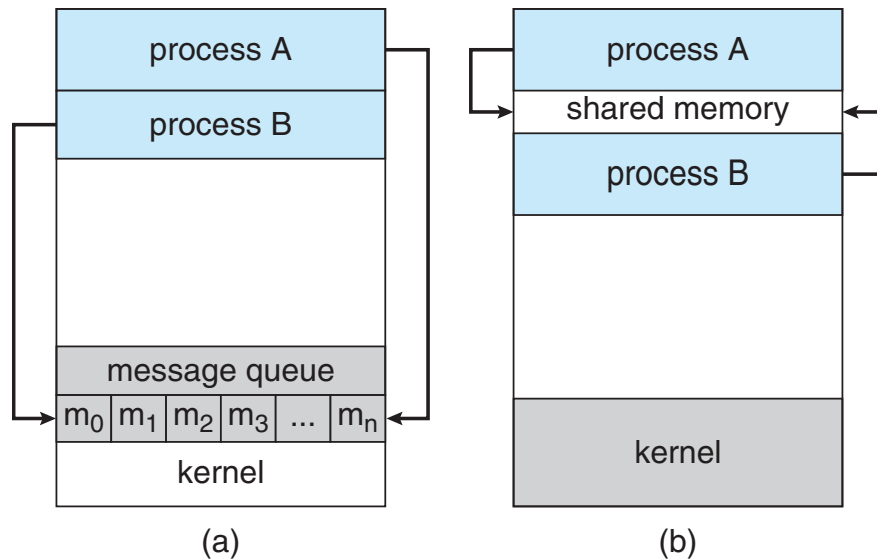 process A
process B
message queue
m0 m1 m2 m3 ... mn
kernel
(a)
process A
shared memory
process B
kernel
(b)